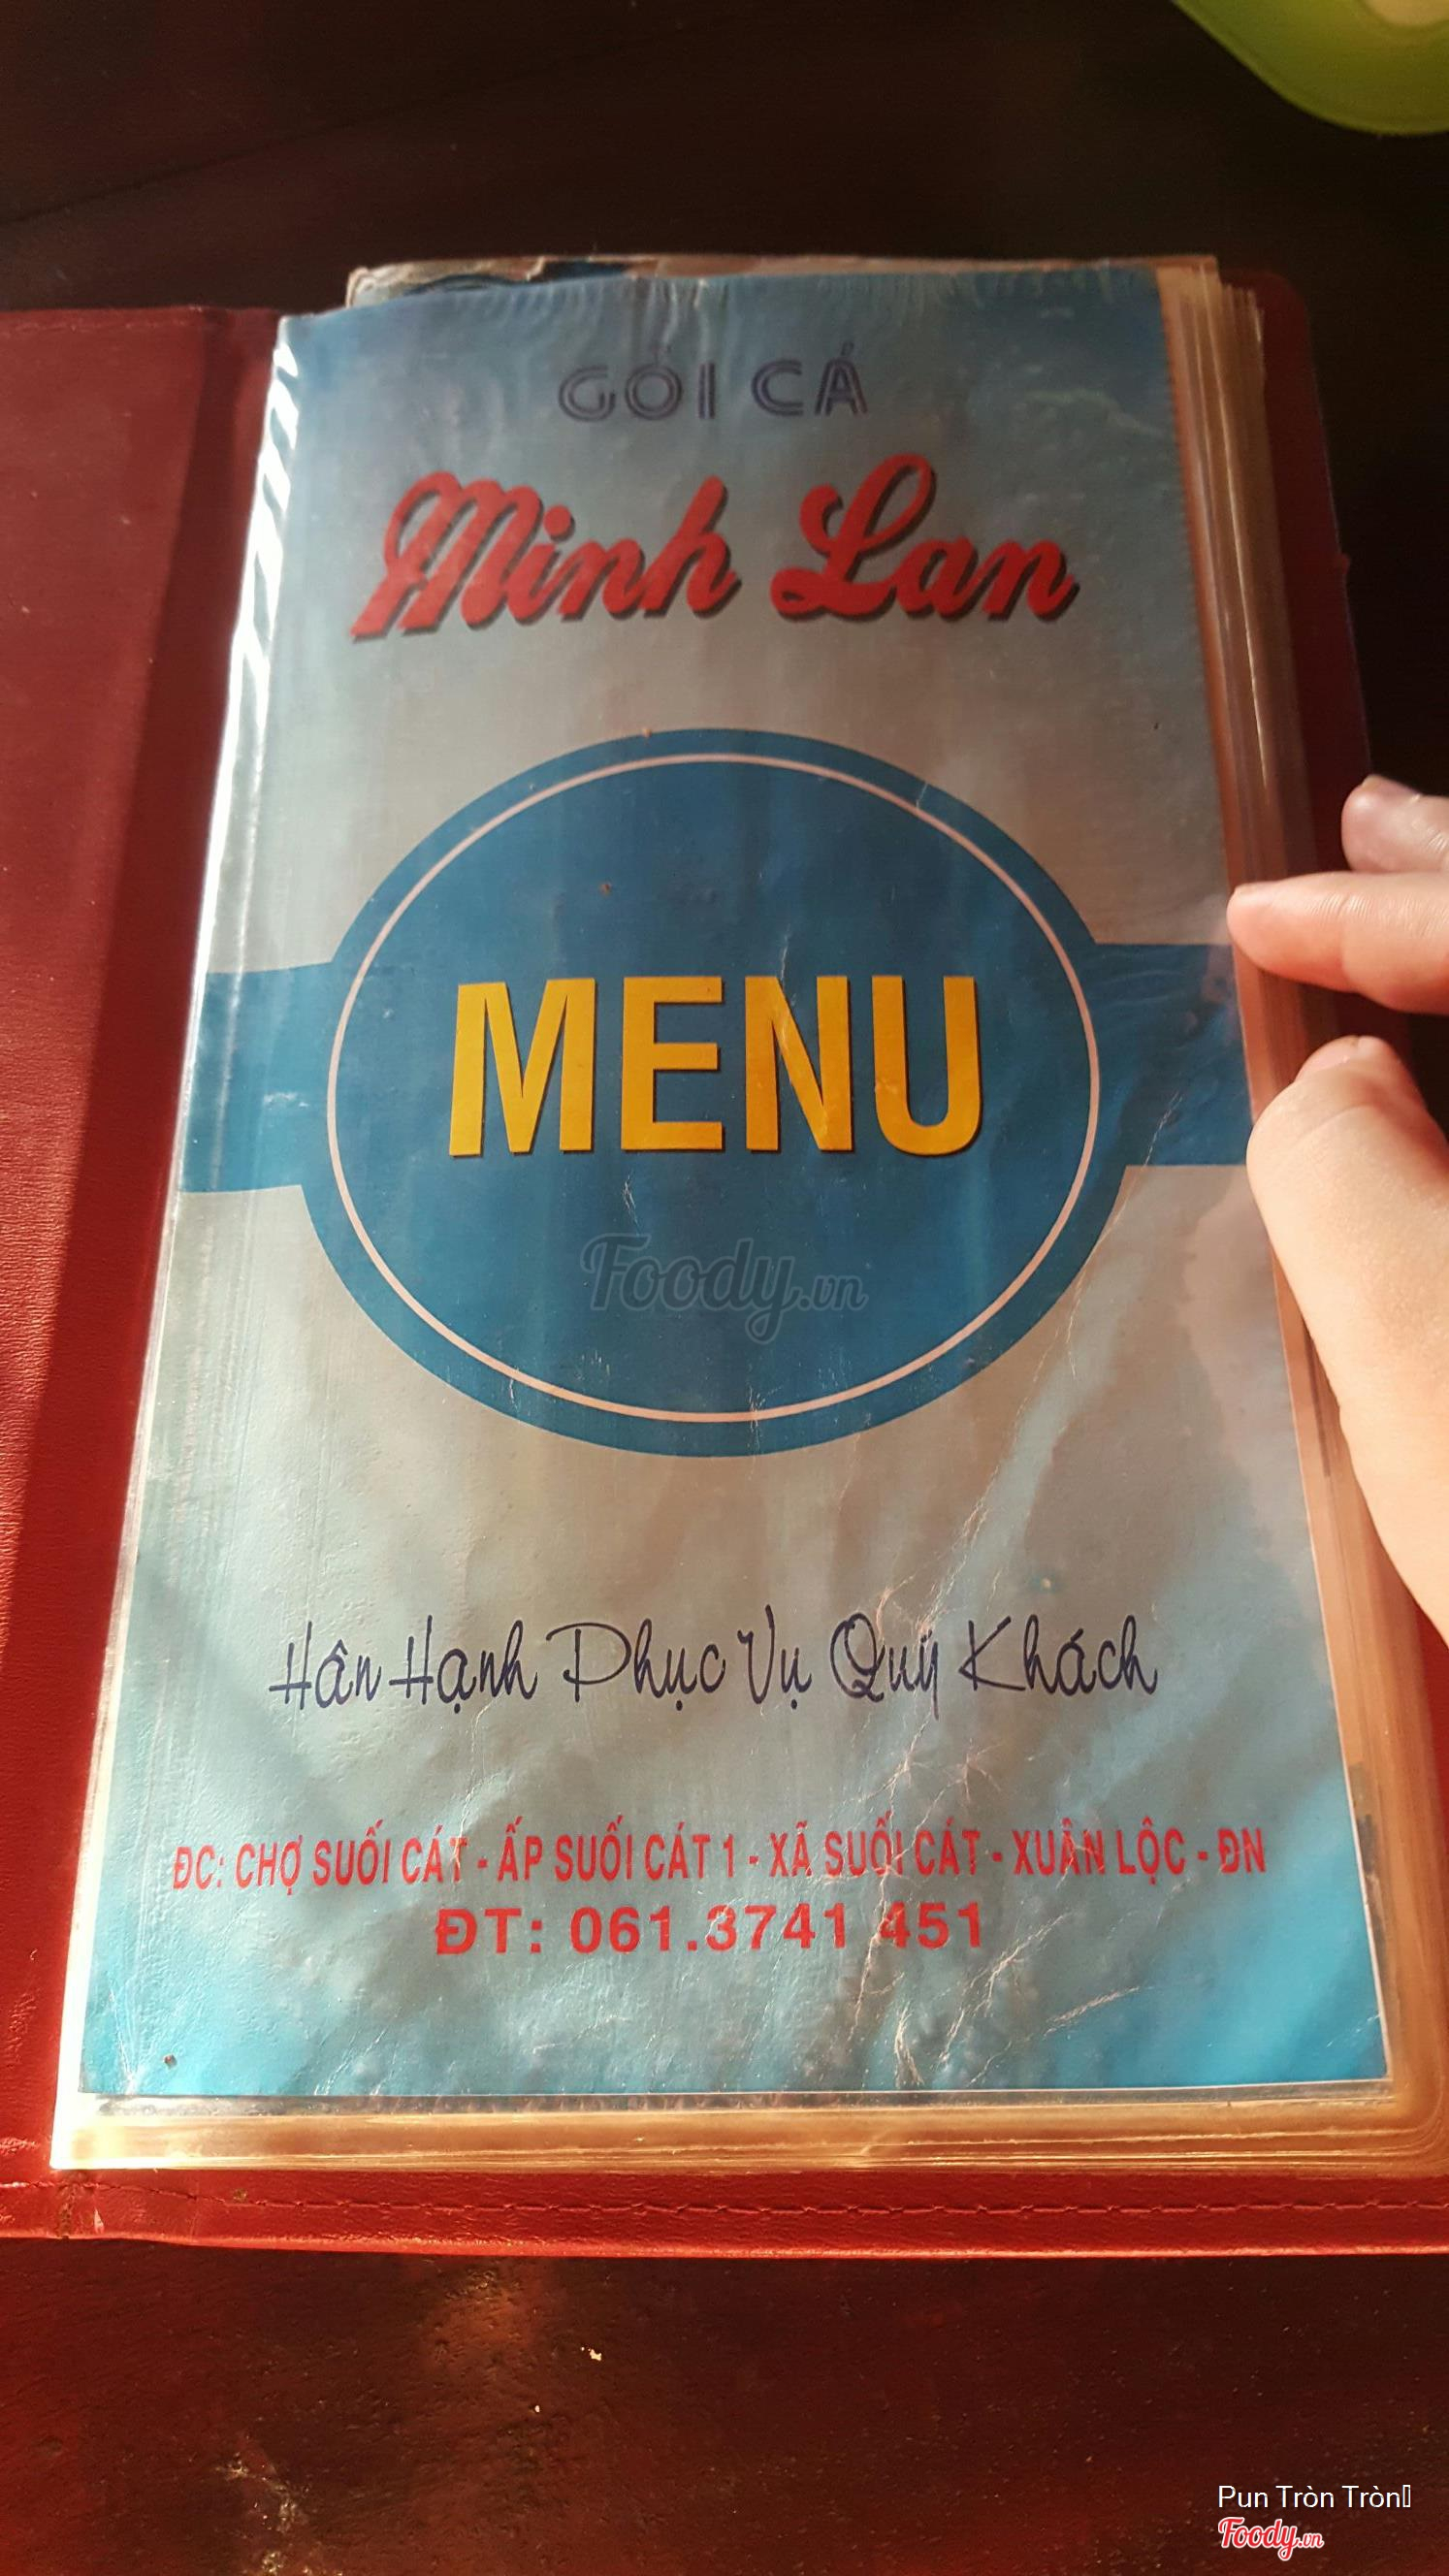 GỎI CÁ
Minh Lan
MENU
Foody.vn
Hân Hạnh Phục Vụ Quý Khách
ĐC: CHỢ SUỐI CÁT - ẤP SUỐI CÁT 1 - XÃ SUỐI CÁT - XUÂN LỘC - ĐN
ĐT: 061.3741 451
Pun Tròn Tròn
Foody.vn